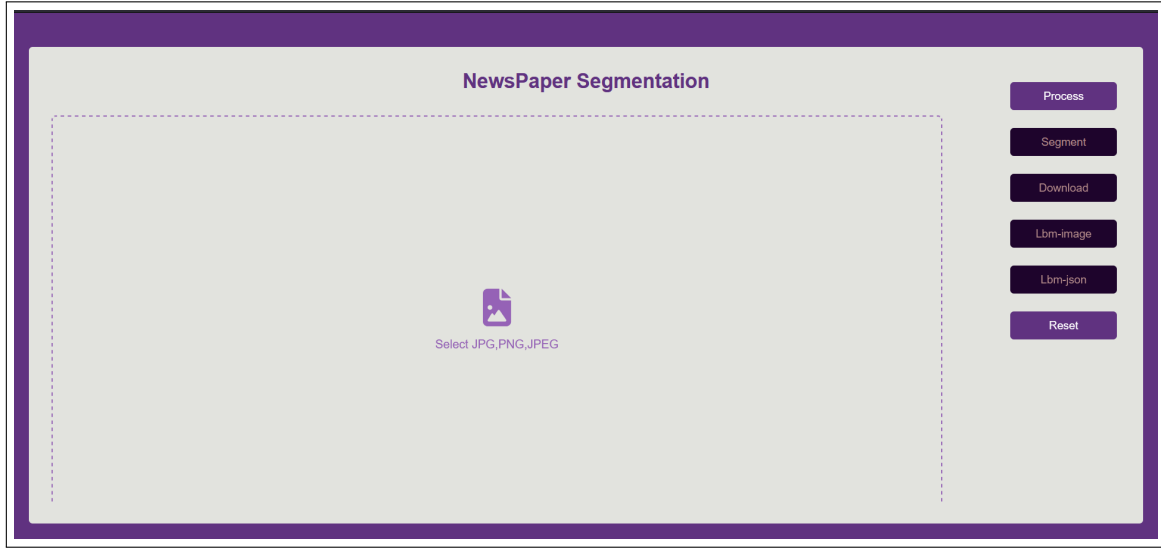 NewsPaper Segmentation
Process
Segment
Download
Lbm-image
Lbm-json
Reset
Select JPG,PNG,JPEG